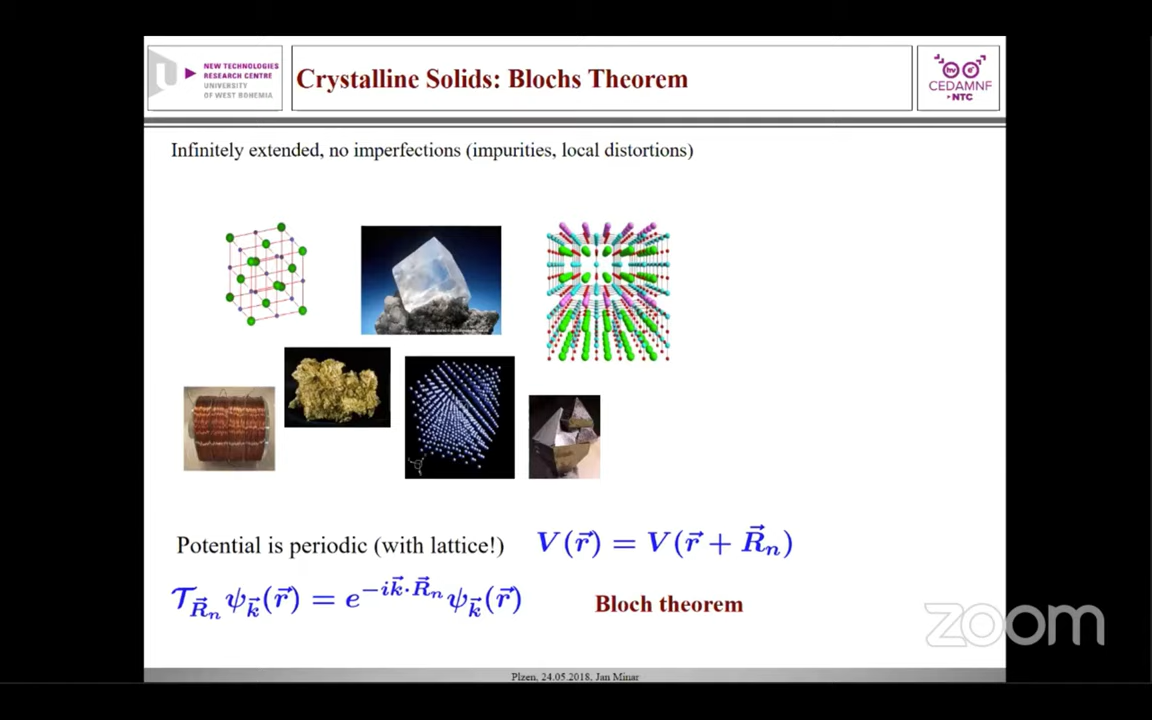 NEW TECHNOLOGIES
RESEARCH CENTRE
UNIVERSITY
OF WEST BOHEMIA
Crystalline Solids: Blochs Theorem
hν e⁻
CEDAMNF
• NTC
Infinitely extended, no imperfections (impurities, local distortions)
Potential is periodic (with lattice!) V(r⃗) = V(r⃗ + R⃗ₙ)
𝒯_{R⃗ₙ} ψ_{k⃗}(r⃗) = e^{−ik⃗·R⃗ₙ} ψ_{k⃗}(r⃗) Bloch theorem
zoom
Plzen, 24.05.2018, Jan Minar